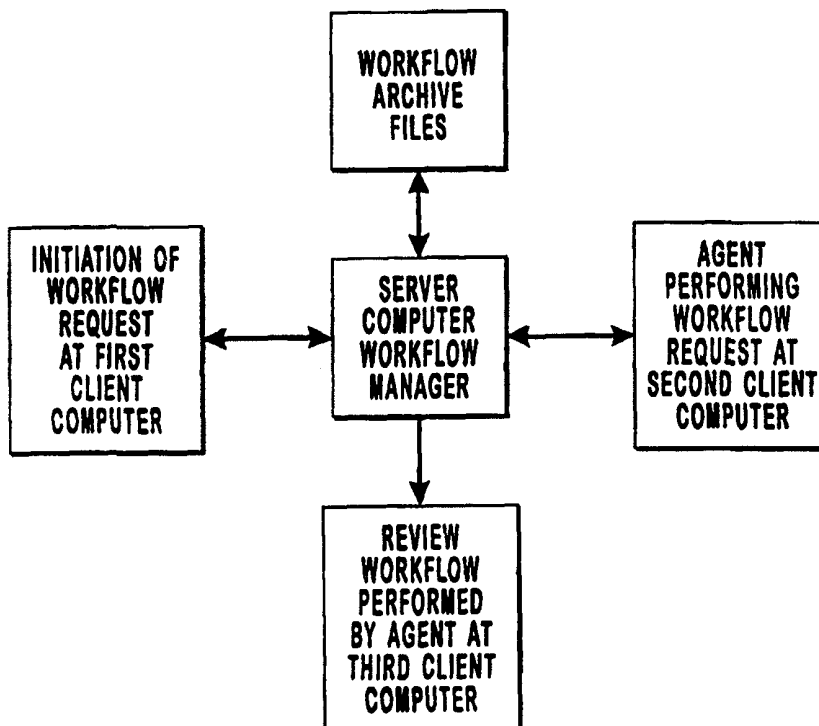 WORKFLOW
ARCHIVE
FILES
INITIATION OF
WORKFLOW
REQUEST
AT FIRST
CLIENT
COMPUTER
SERVER
COMPUTER
WORKFLOW
MANAGER
AGENT
PERFORMING
WORKFLOW
REQUEST AT
SECOND CLIENT
COMPUTER
REVIEW
WORKFLOW
PERFORMED
BY AGENT AT
THIRD CLIENT
COMPUTER